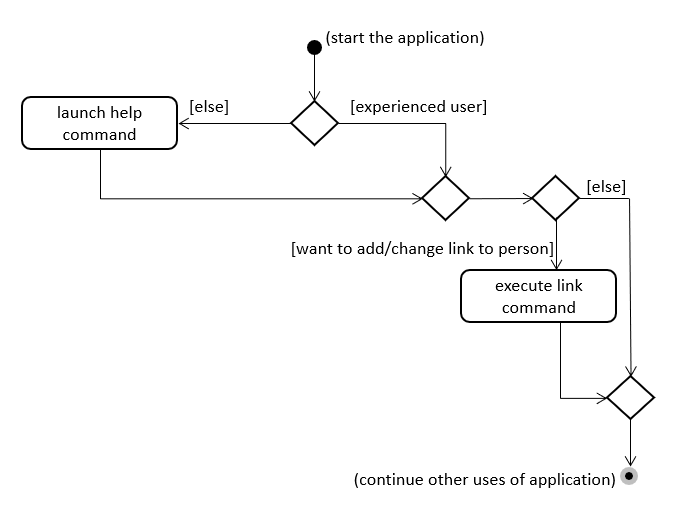 (start the application)
[else]
[experienced user]
launch help
command
[else]
[want to add/change link to person]
execute link
command
(continue other uses of application)